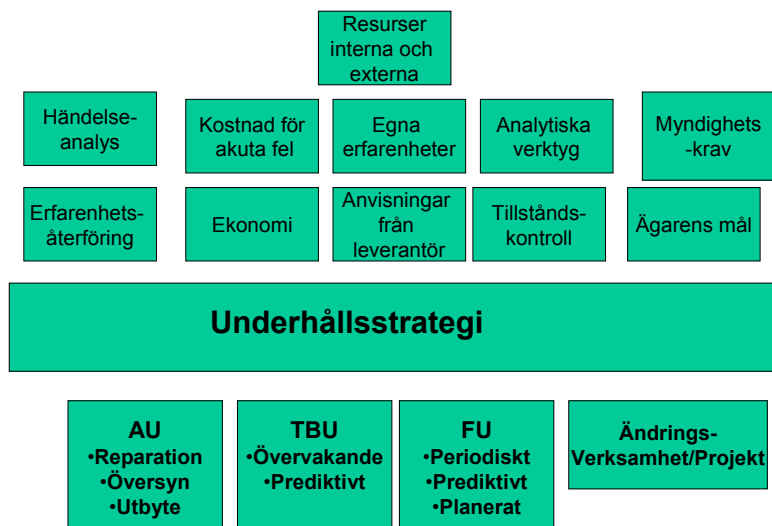 Resurser
interna och
externa
Händelse-
analys
Kostnad för
akuta fel
Egna
erfarenheter
Analytiska
verktyg
Myndighets
-krav
Erfarenhets-
återföring
Ekonomi
Anvisningar
från
leverantör
Tillstånds-
kontroll
Ägarens mål
Underhållsstrategi
AU
•Reparation
•Översyn
•Utbyte
TBU
•Övervakande
•Prediktivt
FU
•Periodiskt
•Prediktivt
•Planerat
Ändrings-
Verksamhet/Projekt